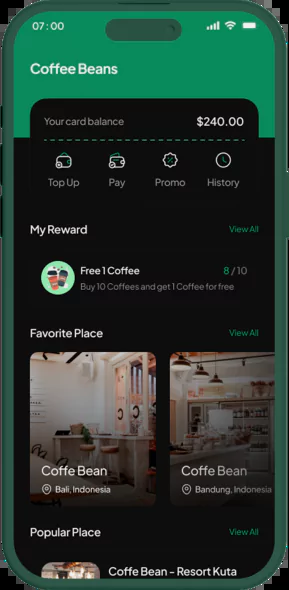 07:00
Coffee Beans
Your card balance $240.00
Top Up Pay Promo History
My Reward View All
Free 1 Coffee 8 / 10
Buy 10 Coffees and get 1 Coffee for free
Favorite Place View All
Coffe Bean Coffe Bean
Bali, Indonesia Bandung, Indonesia
Popular Place View All
Coffe Bean - Resort Kuta